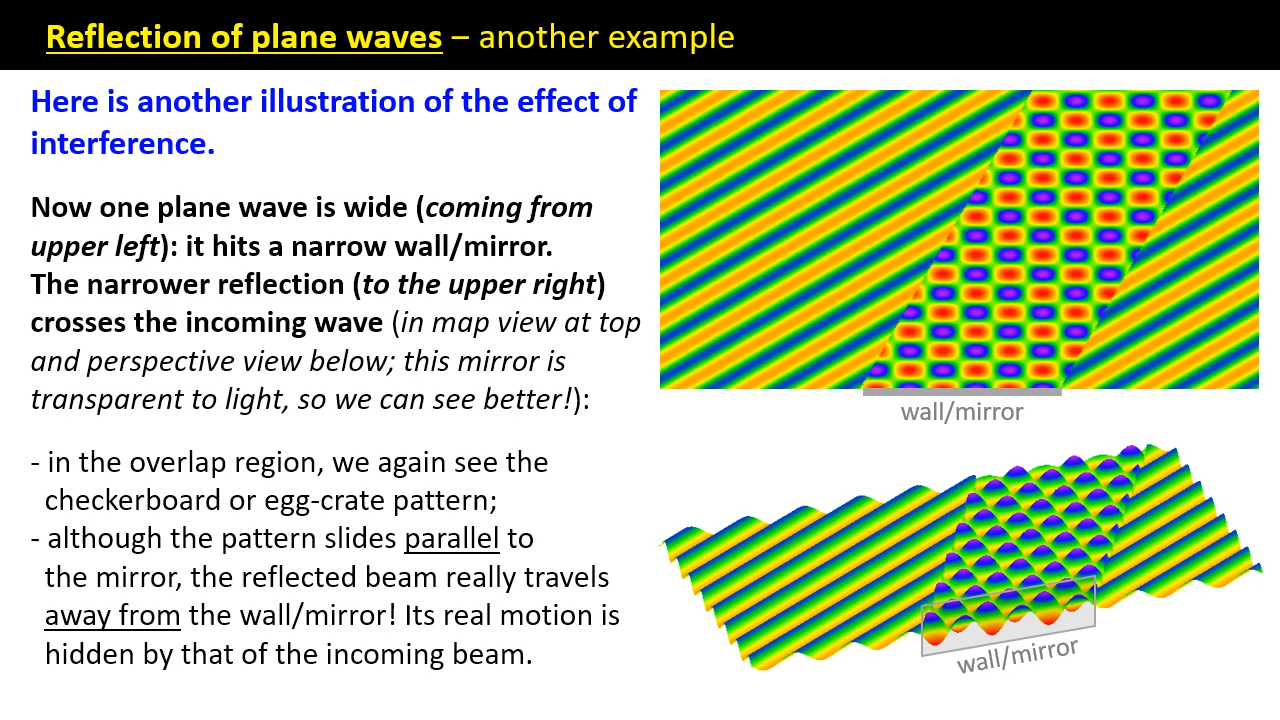 Reflection of plane waves – another example
Here is another illustration of the effect of
interference.
Now one plane wave is wide (coming from
upper left): it hits a narrow wall/mirror.
The narrower reflection (to the upper right)
crosses the incoming wave (in map view at top
and perspective view below; this mirror is
transparent to light, so we can see better!):
- in the overlap region, we again see the
checkerboard or egg-crate pattern;
- although the pattern slides parallel to
the mirror, the reflected beam really travels
away from the wall/mirror! Its real motion is
hidden by that of the incoming beam.
wall/mirror
wall/mirror